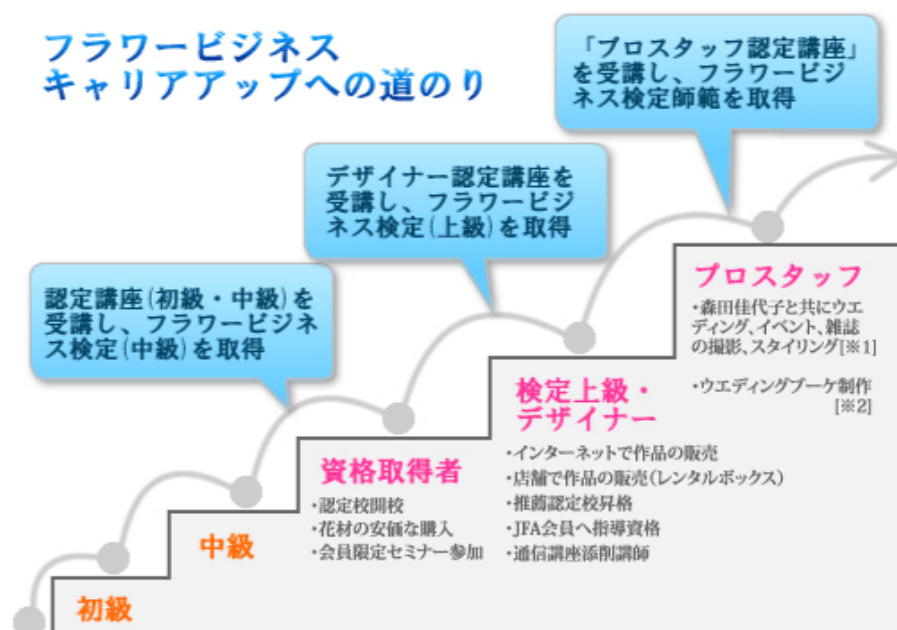 フラワービジネス
キャリアアップへの道のり
「プロスタッフ認定講座」
を受講し、フラワービジ
ネス検定師範を取得
デザイナー認定講座を
受講し、フラワービジ
ネス検定(上級)を取得
認定講座(初級・中級)を
受講し、フラワービジネ
ス検定(中級)を取得
プロスタッフ
・森田佳代子と共にウエ
ディング、イベント、雑誌
の撮影、スタイリング[※1]
・ウエディングブーケ制作
[※2]
検定上級・
デザイナー
・インターネットで作品の販売
・店舗で作品の販売(レンタルボックス)
・推薦認定校昇格
・JFA会員へ指導資格
・通信講座添削講師
資格取得者
・認定校開校
・花材の安価な購入
・会員限定セミナー参加
中級
初級